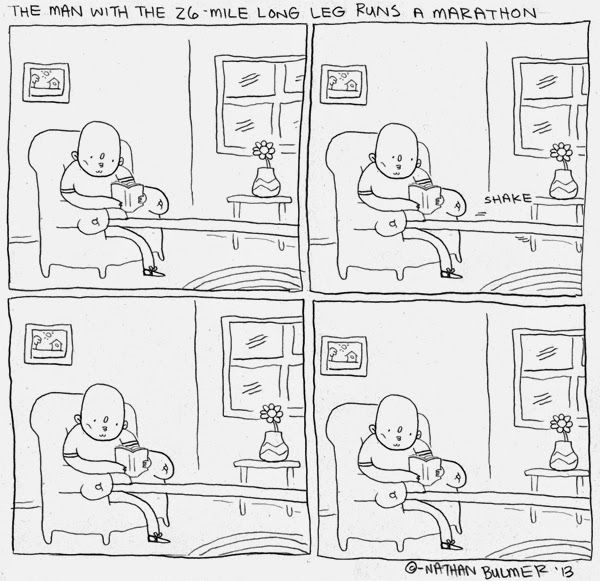 THE MAN WITH THE 26-MILE LONG LEG RUNS A MARATHON
SHAKE
©-NATHAN BULMER '13